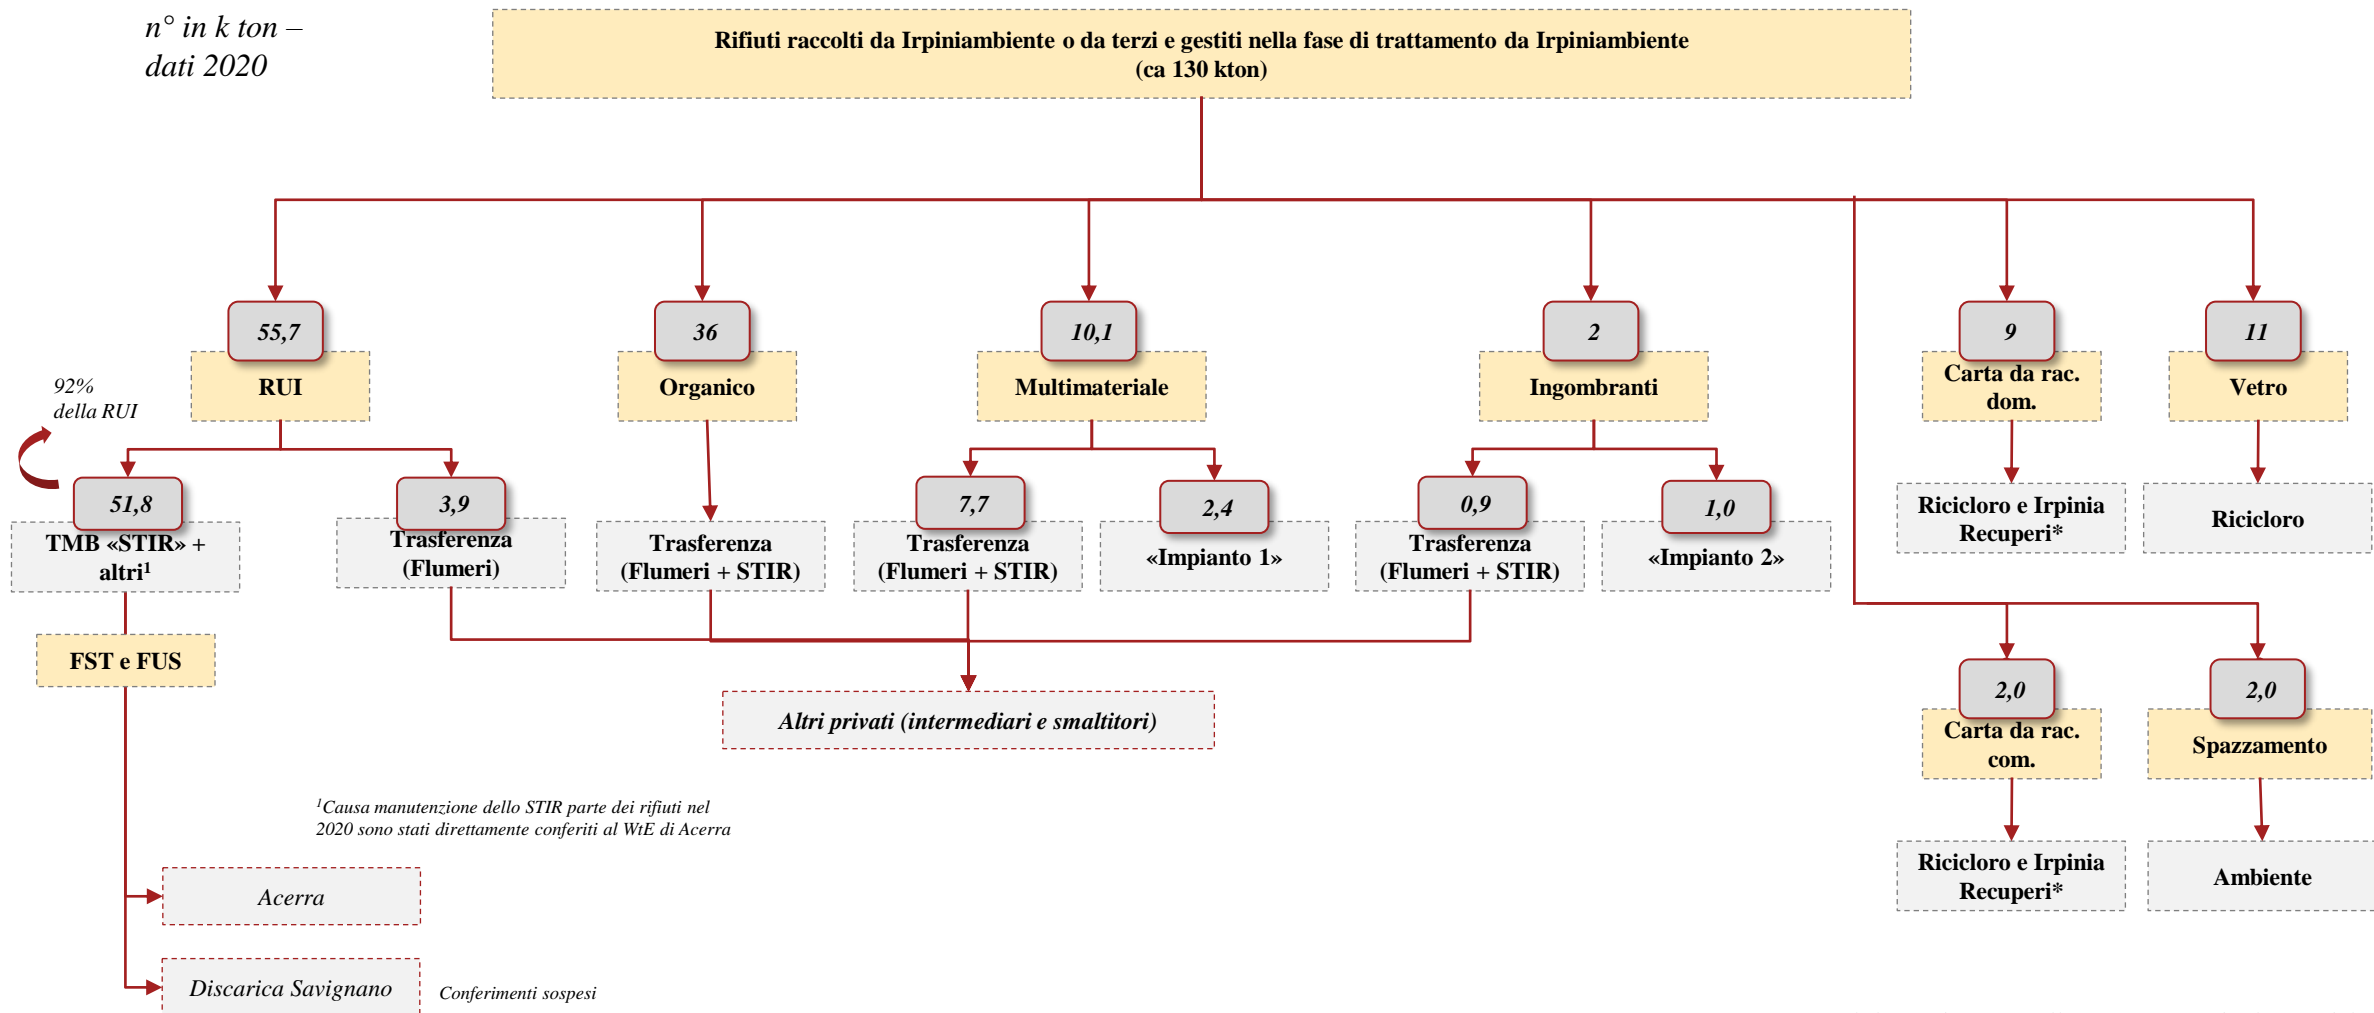 n° in k ton –
dati 2020
Rifiuti raccolti da Irpiniambiente o da terzi e gestiti nella fase di trattamento da Irpiniambiente
(ca 130 kton)
55,7
RUI
36
Organico
10,1
Multimateriale
2
Ingombranti
9
Carta da rac.
dom.
11
Vetro
92%
della RUI
51,8
TMB «STIR» +
altri¹
3,9
Trasferenza
(Flumeri)
Trasferenza
(Flumeri + STIR)
7,7
Trasferenza
(Flumeri + STIR)
2,4
«Impianto 1»
0,9
Trasferenza
(Flumeri + STIR)
1,0
«Impianto 2»
Ricicloro e Irpinia
Recuperi*
Ricicloro
FST e FUS
Altri privati (intermediari e smaltitori)
2,0
Carta da rac.
com.
2,0
Spazzamento
¹Causa manutenzione dello STIR parte dei rifiuti nel
2020 sono stati direttamente conferiti al WtE di Acerra
Ricicloro e Irpinia
Recuperi*
Ambiente
Acerra
Discarica Savignano
Conferimenti sospesi